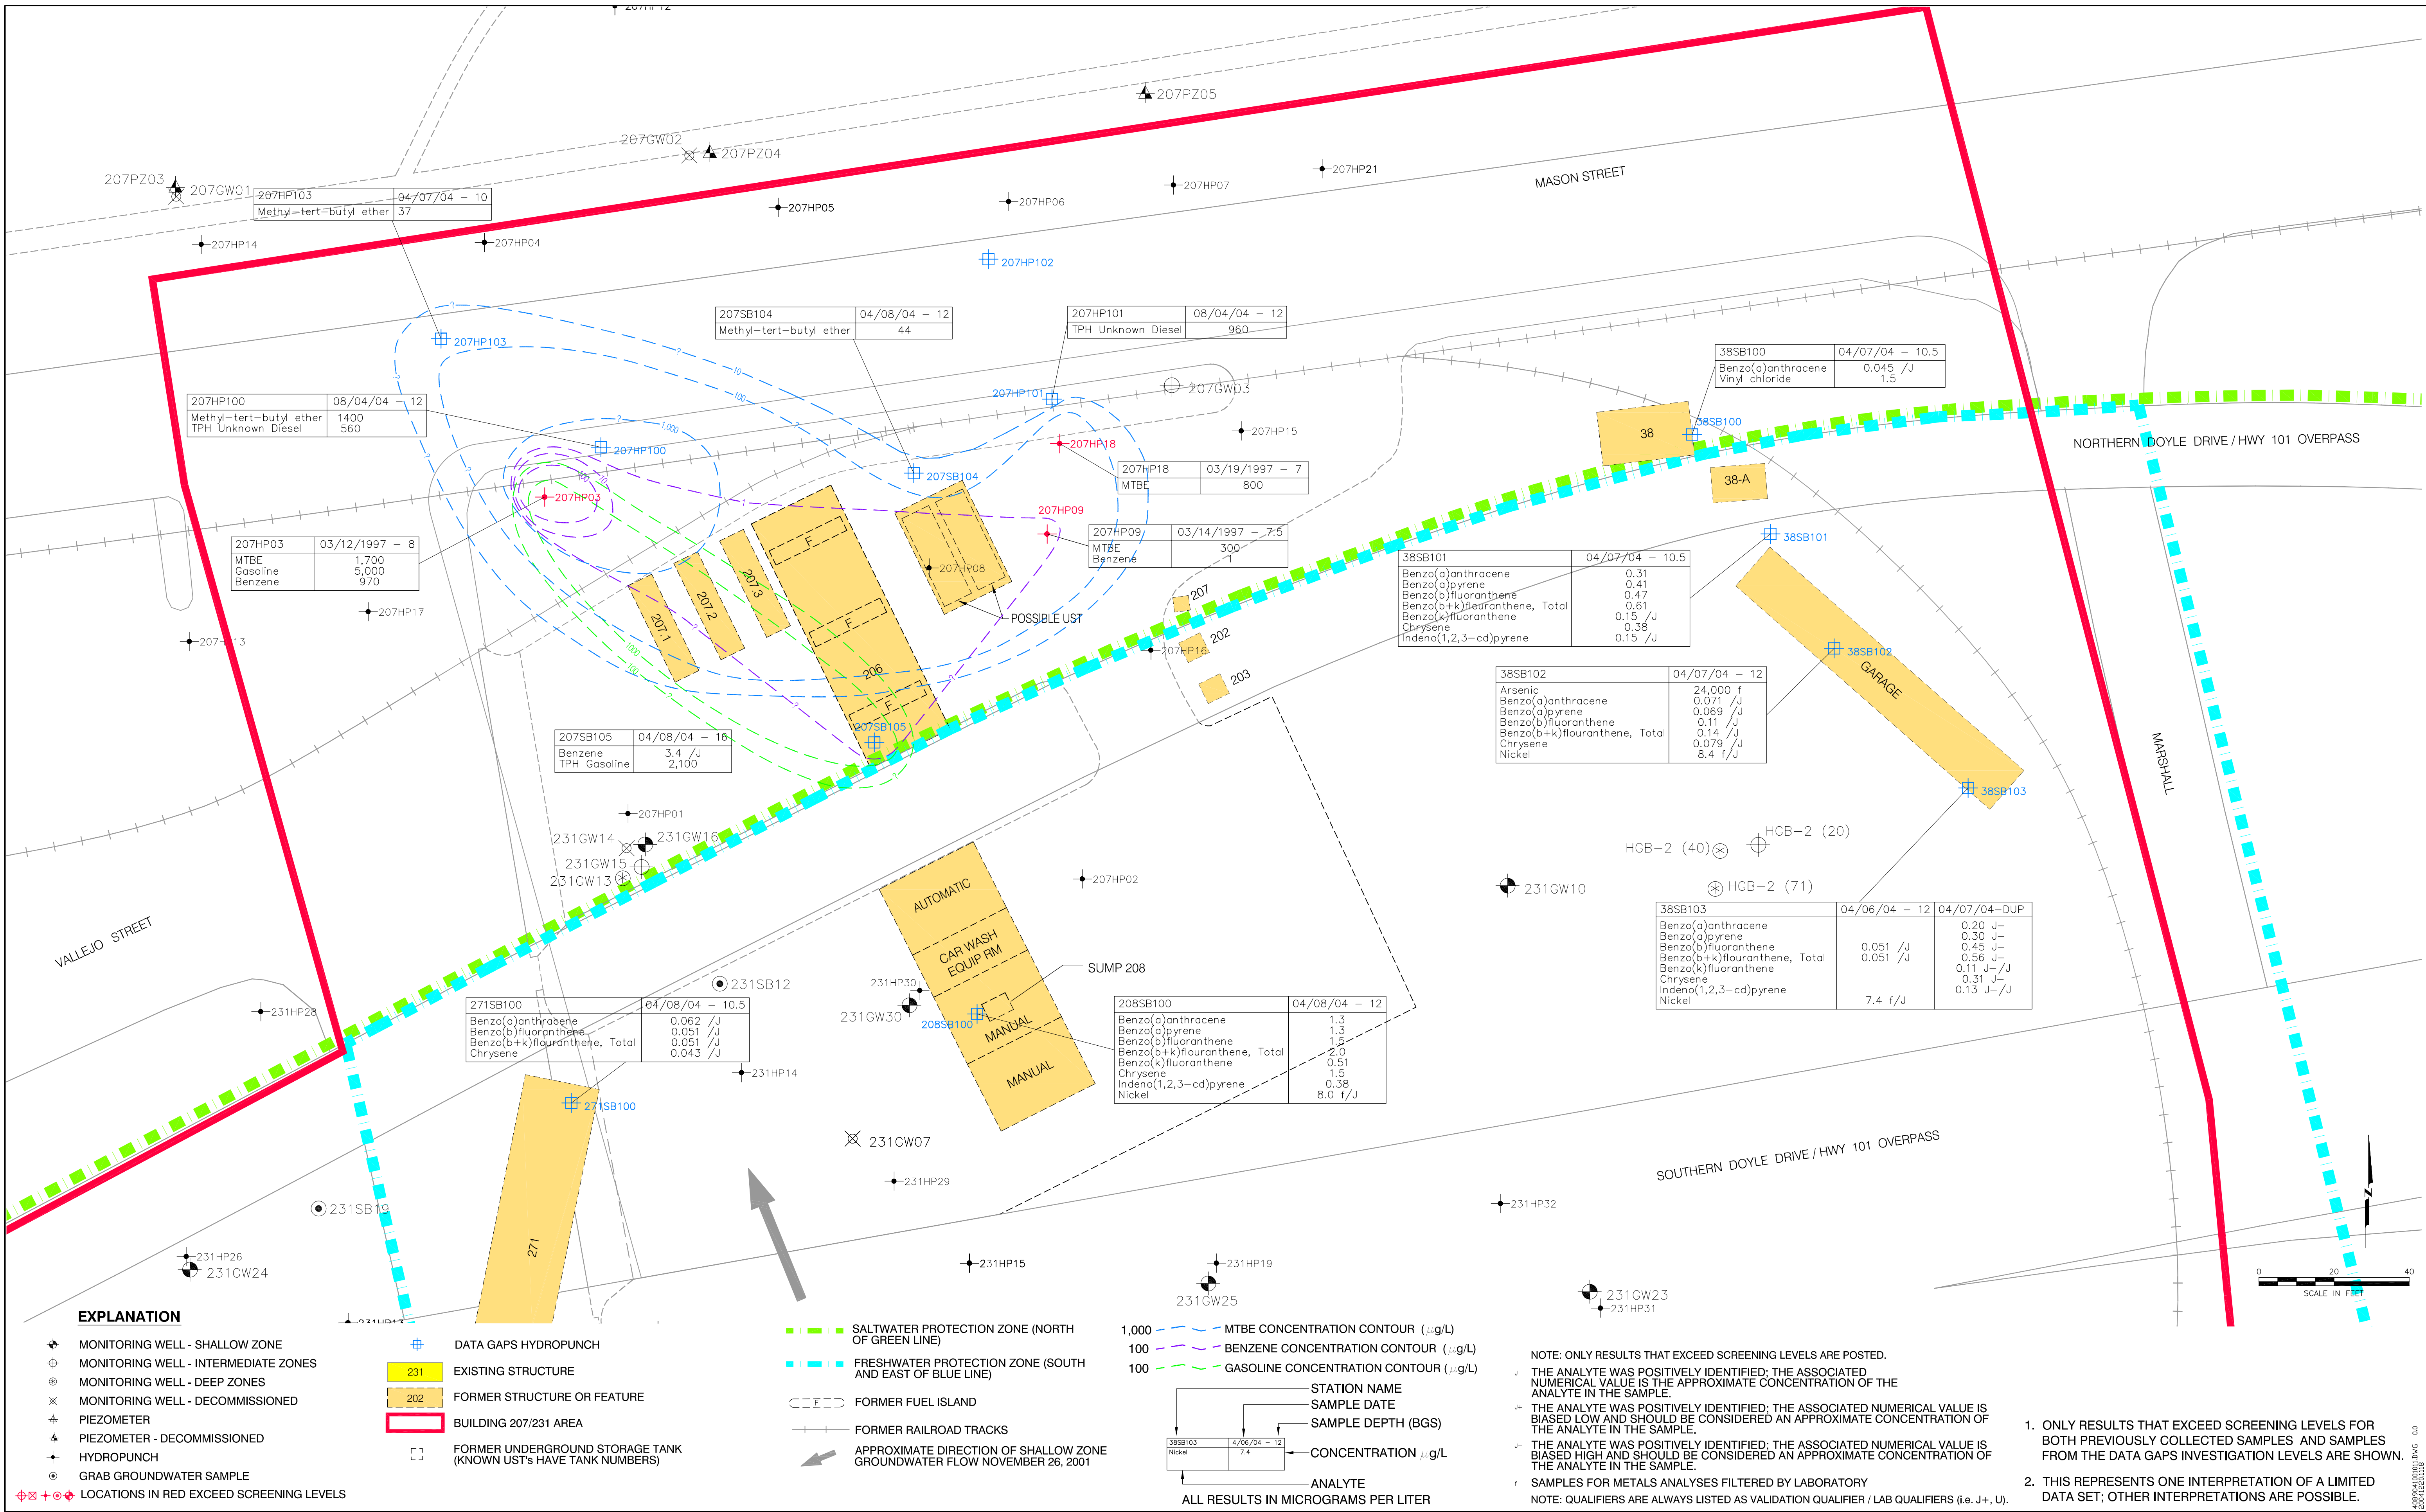 207HP12
207PZ05
207GW02
207PZ04
207PZ03
207GW01
207HP103 04/07/04 - 10
Methyl-tert-butyl ether 37
207HP14
207HP04
207HP05
207HP06
207HP07
207HP21
MASON STREET
207HP102
207HP103
207SB104 04/08/04 - 12
Methyl-tert-butyl ether 44
207HP101 08/04/04 - 12
TPH Unknown Diesel 960
38SB100 04/07/04 - 10.5
Benzo(a)anthracene 0.045 /J
Vinyl chloride 1.5
207HP100 08/04/04 - 12
Methyl-tert-butyl ether 1400
TPH Unknown Diesel 560
10
100
1,000
207HP101
207GW03
207HP100
207HP18
207HP15
38
38SB100
38-A
NORTHERN DOYLE DRIVE / HWY 101 OVERPASS
207HP18 03/19/1997 - 7
MTBE 800
207SB104
100
10
1
207HP03
207HP09
207HP09 03/14/1997 - 7.5
MTBE 300
Benzene 1
207HP03 03/12/1997 - 8
MTBE 1,700
Gasoline 5,000
Benzene 970
207HP17
207HP13
207.1
207.2
207.3
F
F
F
206
207HP08
POSSIBLE UST
207
202
203
207HP16
1000
100
38SB101
38SB101 04/07/04 - 10.5
Benzo(a)anthracene 0.31
Benzo(a)pyrene 0.41
Benzo(b)fluoranthene 0.47
Benzo(b+k)flouranthene, Total 0.61
Benzo(k)fluoranthene 0.15 /J
Chrysene 0.38
Indeno(1,2,3-cd)pyrene 0.15 /J
38SB102
GARAGE
38SB102 04/07/04 - 12
Arsenic 24,000 f
Benzo(a)anthracene 0.071 /J
Benzo(a)pyrene 0.069 /J
Benzo(b)fluoranthene 0.11 /J
Benzo(b+k)flouranthene, Total 0.14 /J
Chrysene 0.079 /J
Nickel 8.4 f/J
MARSHALL
38SB103
207SB105
207SB105 04/08/04 - 16
Benzene 3.4 /J
TPH Gasoline 2,100
207HP01
231GW14
231GW16
231GW15
231GW13
HGB-2 (20)
HGB-2 (40)
HGB-2 (71)
231GW10
207HP02
38SB103 04/06/04 - 12 04/07/04-DUP
Benzo(a)anthracene 0.20 J-
Benzo(a)pyrene 0.30 J-
Benzo(b)fluoranthene 0.051 /J 0.45 J-
Benzo(b+k)flouranthene, Total 0.051 /J 0.56 J-
Benzo(k)fluoranthene 0.11 J-/J
Chrysene 0.31 J-
Indeno(1,2,3-cd)pyrene 0.13 J-/J
Nickel 7.4 f/J
VALLEJO STREET
AUTOMATIC
CAR WASH
EQUIP RM
MANUAL
MANUAL
SUMP 208
231SB12
231HP30
231GW30
208SB100
231HP28
271SB100 04/08/04 - 10.5
Benzo(a)anthracene 0.062 /J
Benzo(b)fluoranthene 0.051 /J
Benzo(b+k)flouranthene, Total 0.051 /J
Chrysene 0.043 /J
208SB100 04/08/04 - 12
Benzo(a)anthracene 1.3
Benzo(a)pyrene 1.3
Benzo(b)fluoranthene 1.5
Benzo(b+k)flouranthene, Total 2.0
Benzo(k)fluoranthene 0.51
Chrysene 1.5
Indeno(1,2,3-cd)pyrene 0.38
Nickel 8.0 f/J
231HP14
271SB100
231GW07
231HP29
SOUTHERN DOYLE DRIVE / HWY 101 OVERPASS
N
231HP32
231SB19
271
231HP26
231GW24
231HP15
231HP19
231GW25
231GW23
231HP31
231HP13
0 20 40
SCALE IN FEET
EXPLANATION
MONITORING WELL - SHALLOW ZONE
MONITORING WELL - INTERMEDIATE ZONES
MONITORING WELL - DEEP ZONES
MONITORING WELL - DECOMMISSIONED
PIEZOMETER
PIEZOMETER - DECOMMISSIONED
HYDROPUNCH
GRAB GROUNDWATER SAMPLE
LOCATIONS IN RED EXCEED SCREENING LEVELS
DATA GAPS HYDROPUNCH
231 EXISTING STRUCTURE
202 FORMER STRUCTURE OR FEATURE
BUILDING 207/231 AREA
FORMER UNDERGROUND STORAGE TANK
(KNOWN UST's HAVE TANK NUMBERS)
SALTWATER PROTECTION ZONE (NORTH
OF GREEN LINE)
FRESHWATER PROTECTION ZONE (SOUTH
AND EAST OF BLUE LINE)
F FORMER FUEL ISLAND
FORMER RAILROAD TRACKS
APPROXIMATE DIRECTION OF SHALLOW ZONE
GROUNDWATER FLOW NOVEMBER 26, 2001
1,000 MTBE CONCENTRATION CONTOUR (µg/L)
100 BENZENE CONCENTRATION CONTOUR (µg/L)
100 GASOLINE CONCENTRATION CONTOUR (µg/L)
STATION NAME
SAMPLE DATE
SAMPLE DEPTH (BGS)
38SB103 4/06/04 - 12
Nickel 7.4
CONCENTRATION µg/L
ANALYTE
ALL RESULTS IN MICROGRAMS PER LITER
NOTE: ONLY RESULTS THAT EXCEED SCREENING LEVELS ARE POSTED.
J THE ANALYTE WAS POSITIVELY IDENTIFIED; THE ASSOCIATED
NUMERICAL VALUE IS THE APPROXIMATE CONCENTRATION OF THE
ANALYTE IN THE SAMPLE.
J+ THE ANALYTE WAS POSITIVELY IDENTIFIED; THE ASSOCIATED NUMERICAL VALUE IS
BIASED LOW AND SHOULD BE CONSIDERED AN APPROXIMATE CONCENTRATION OF
THE ANALYTE IN THE SAMPLE.
J- THE ANALYTE WAS POSITIVELY IDENTIFIED; THE ASSOCIATED NUMERICAL VALUE IS
BIASED HIGH AND SHOULD BE CONSIDERED AN APPROXIMATE CONCENTRATION OF
THE ANALYTE IN THE SAMPLE.
f SAMPLES FOR METALS ANALYSES FILTERED BY LABORATORY
NOTE: QUALIFIERS ARE ALWAYS LISTED AS VALIDATION QUALIFIER / LAB QUALIFIERS (i.e. J+, U).
1. ONLY RESULTS THAT EXCEED SCREENING LEVELS FOR
BOTH PREVIOUSLY COLLECTED SAMPLES AND SAMPLES
FROM THE DATA GAPS INVESTIGATION LEVELS ARE SHOWN.
2. THIS REPRESENTS ONE INTERPRETATION OF A LIMITED
DATA SET; OTHER INTERPRETATIONS ARE POSSIBLE.